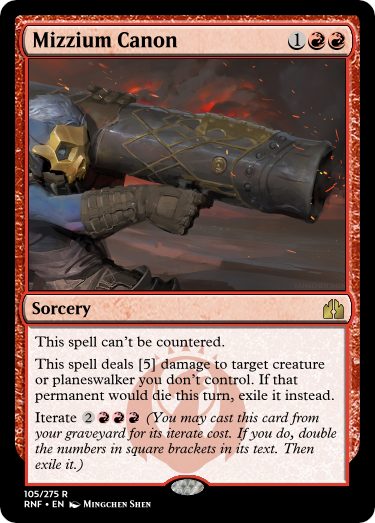 Mizzium Canon 1
Sorcery
This spell can't be countered.
This spell deals [5] damage to target creature
or planeswalker you don't control. If that
permanent would die this turn, exile it instead.
Iterate 2 (You may cast this card from
your graveyard for its iterate cost. If you do, double
the numbers in square brackets in its text. Then
exile it.)
105/275 R
RNF • EN Mingchen Shen